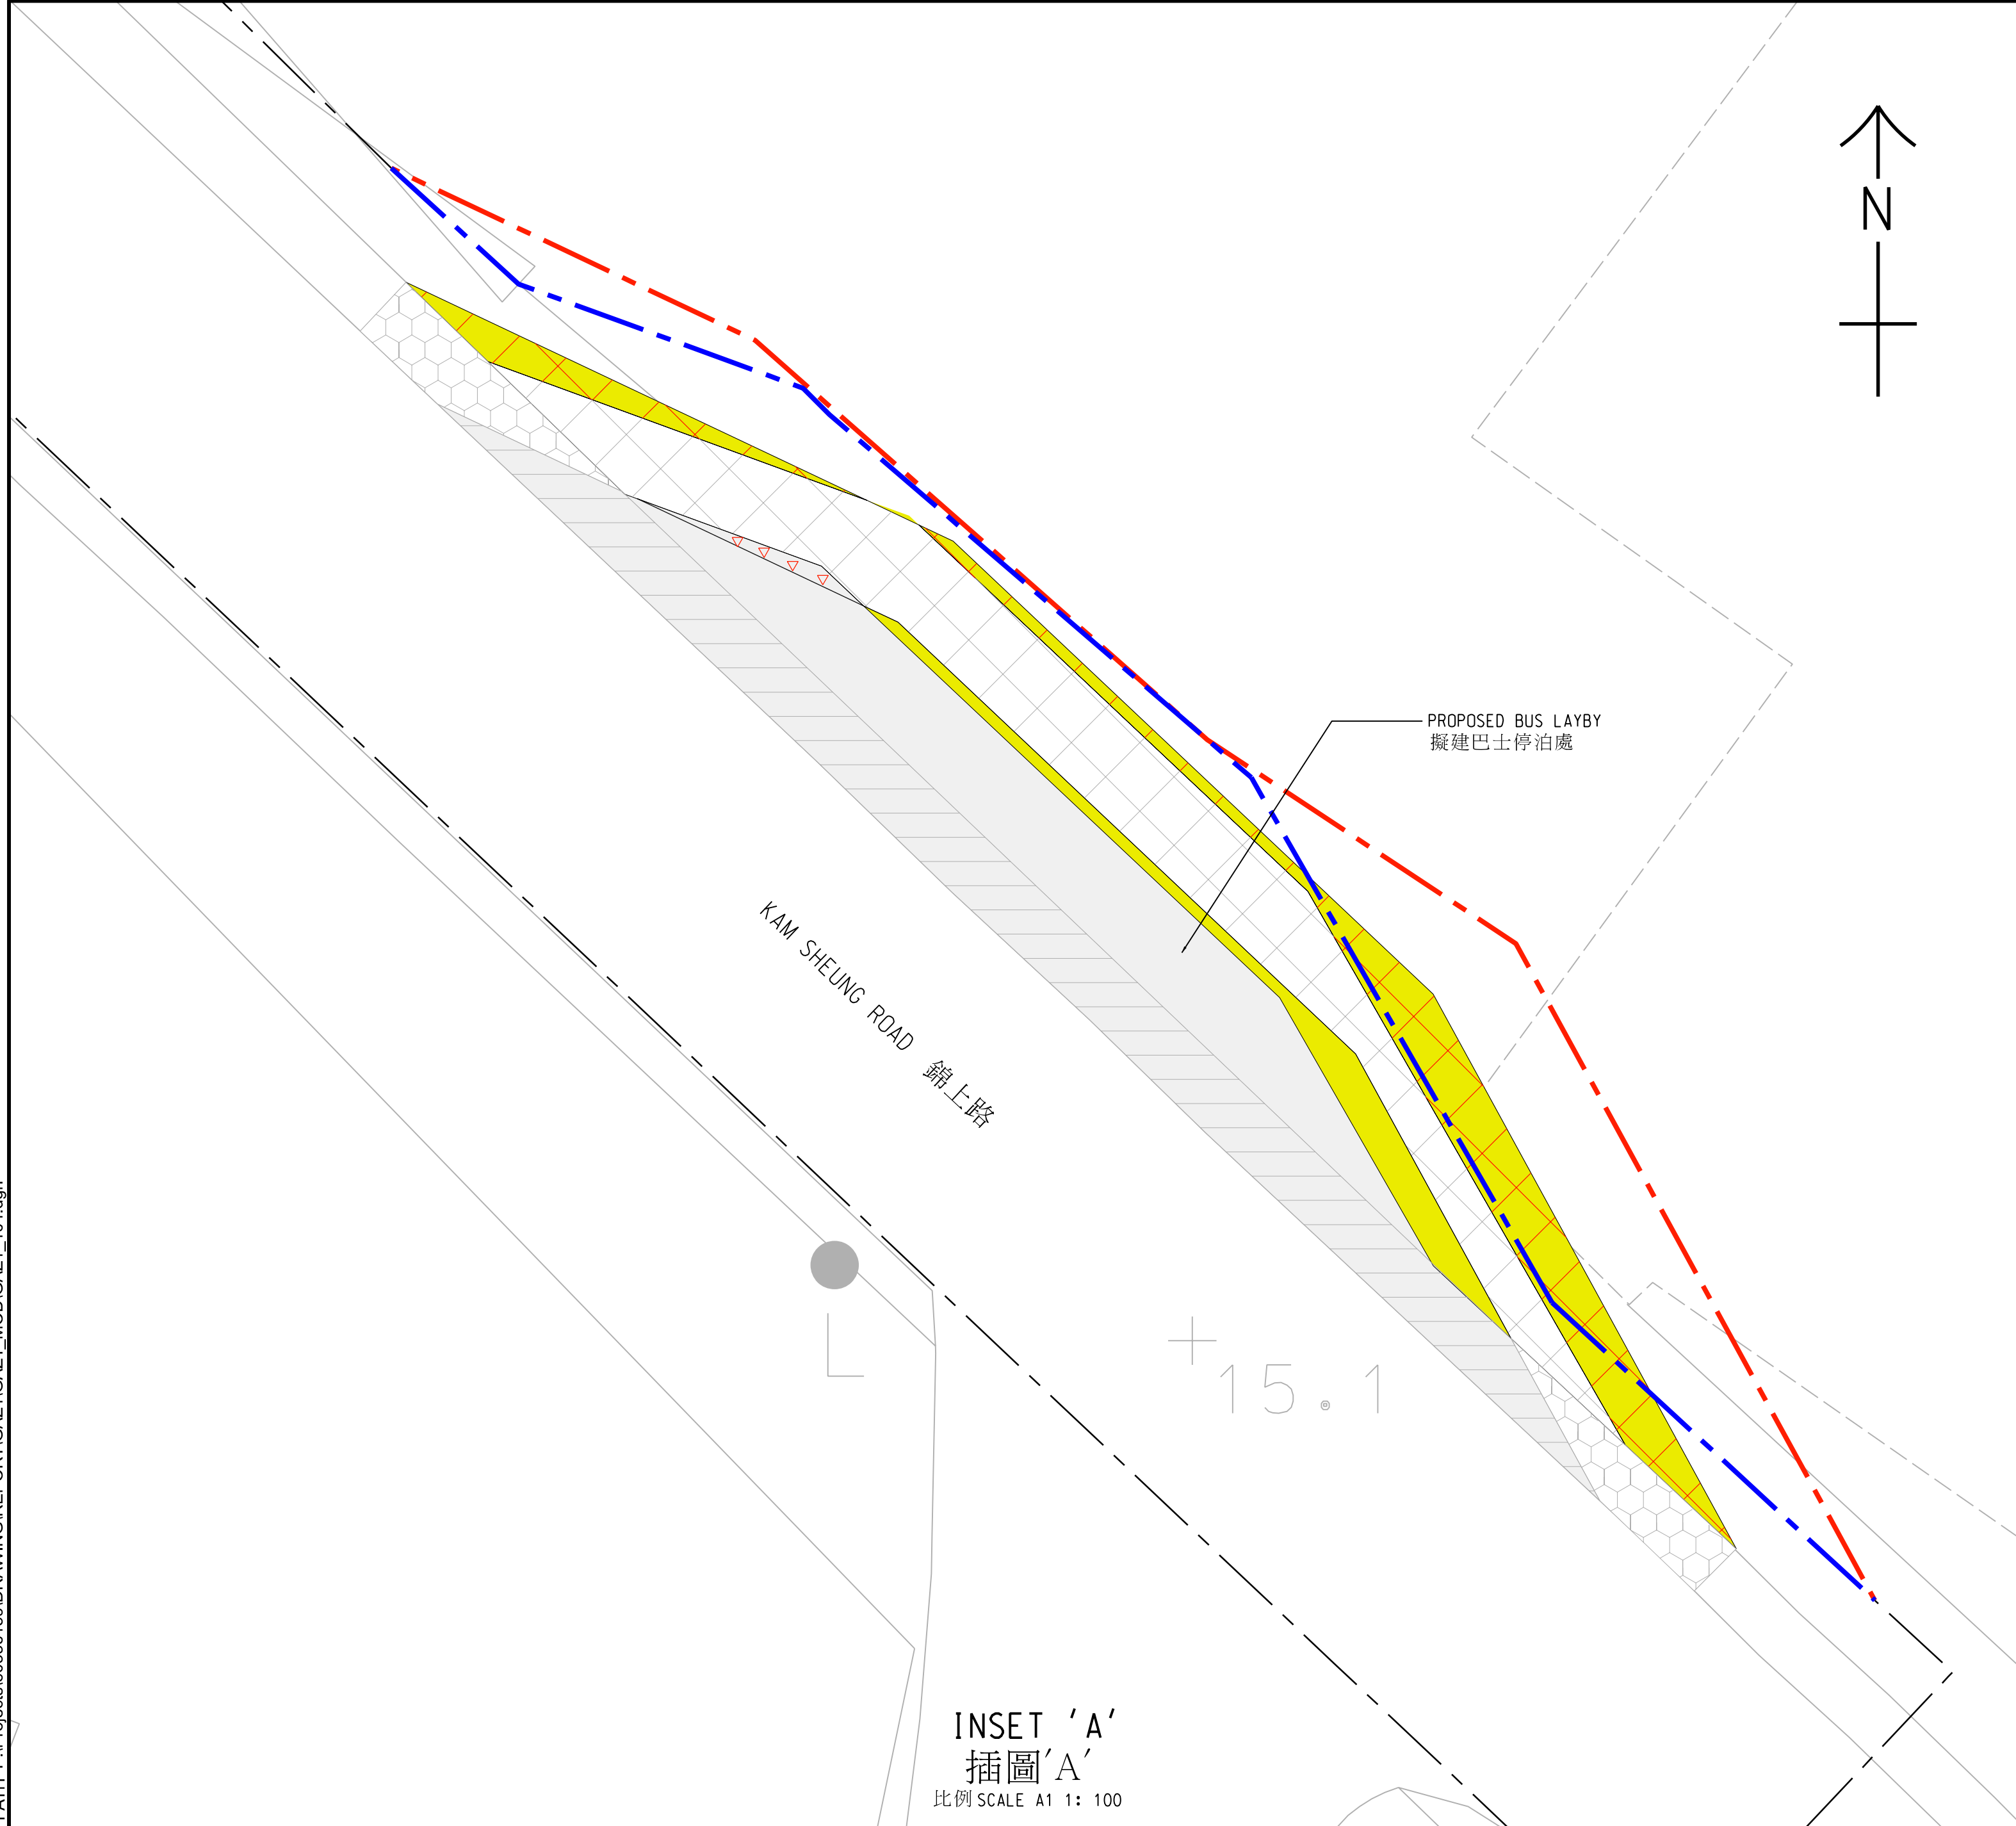 N
PROPOSED BUS LAYBY
擬建巴士停泊處
KAM SHEUNG ROAD 錦上路
L
15.1
INSET 'A'
插圖'A'
比例 SCALE A1 1: 100